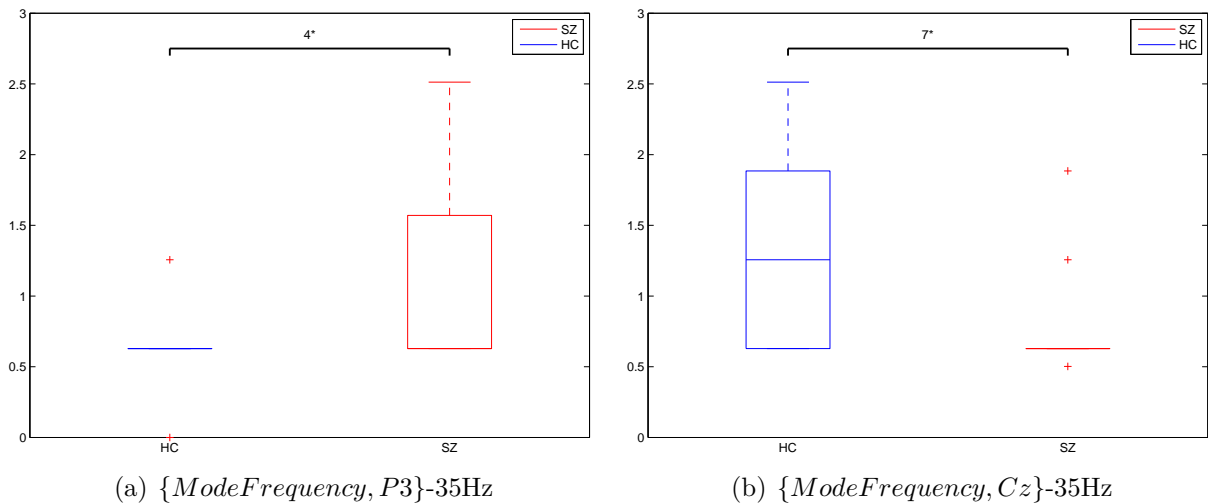 3
2.5
2
1.5
1
0.5
0
4*
SZ
HC
HC
SZ
(a) {ModeFrequency, P3}-35Hz
3
2.5
2
1.5
1
0.5
0
7*
SZ
HC
HC
SZ
(b) {ModeFrequency, Cz}-35Hz